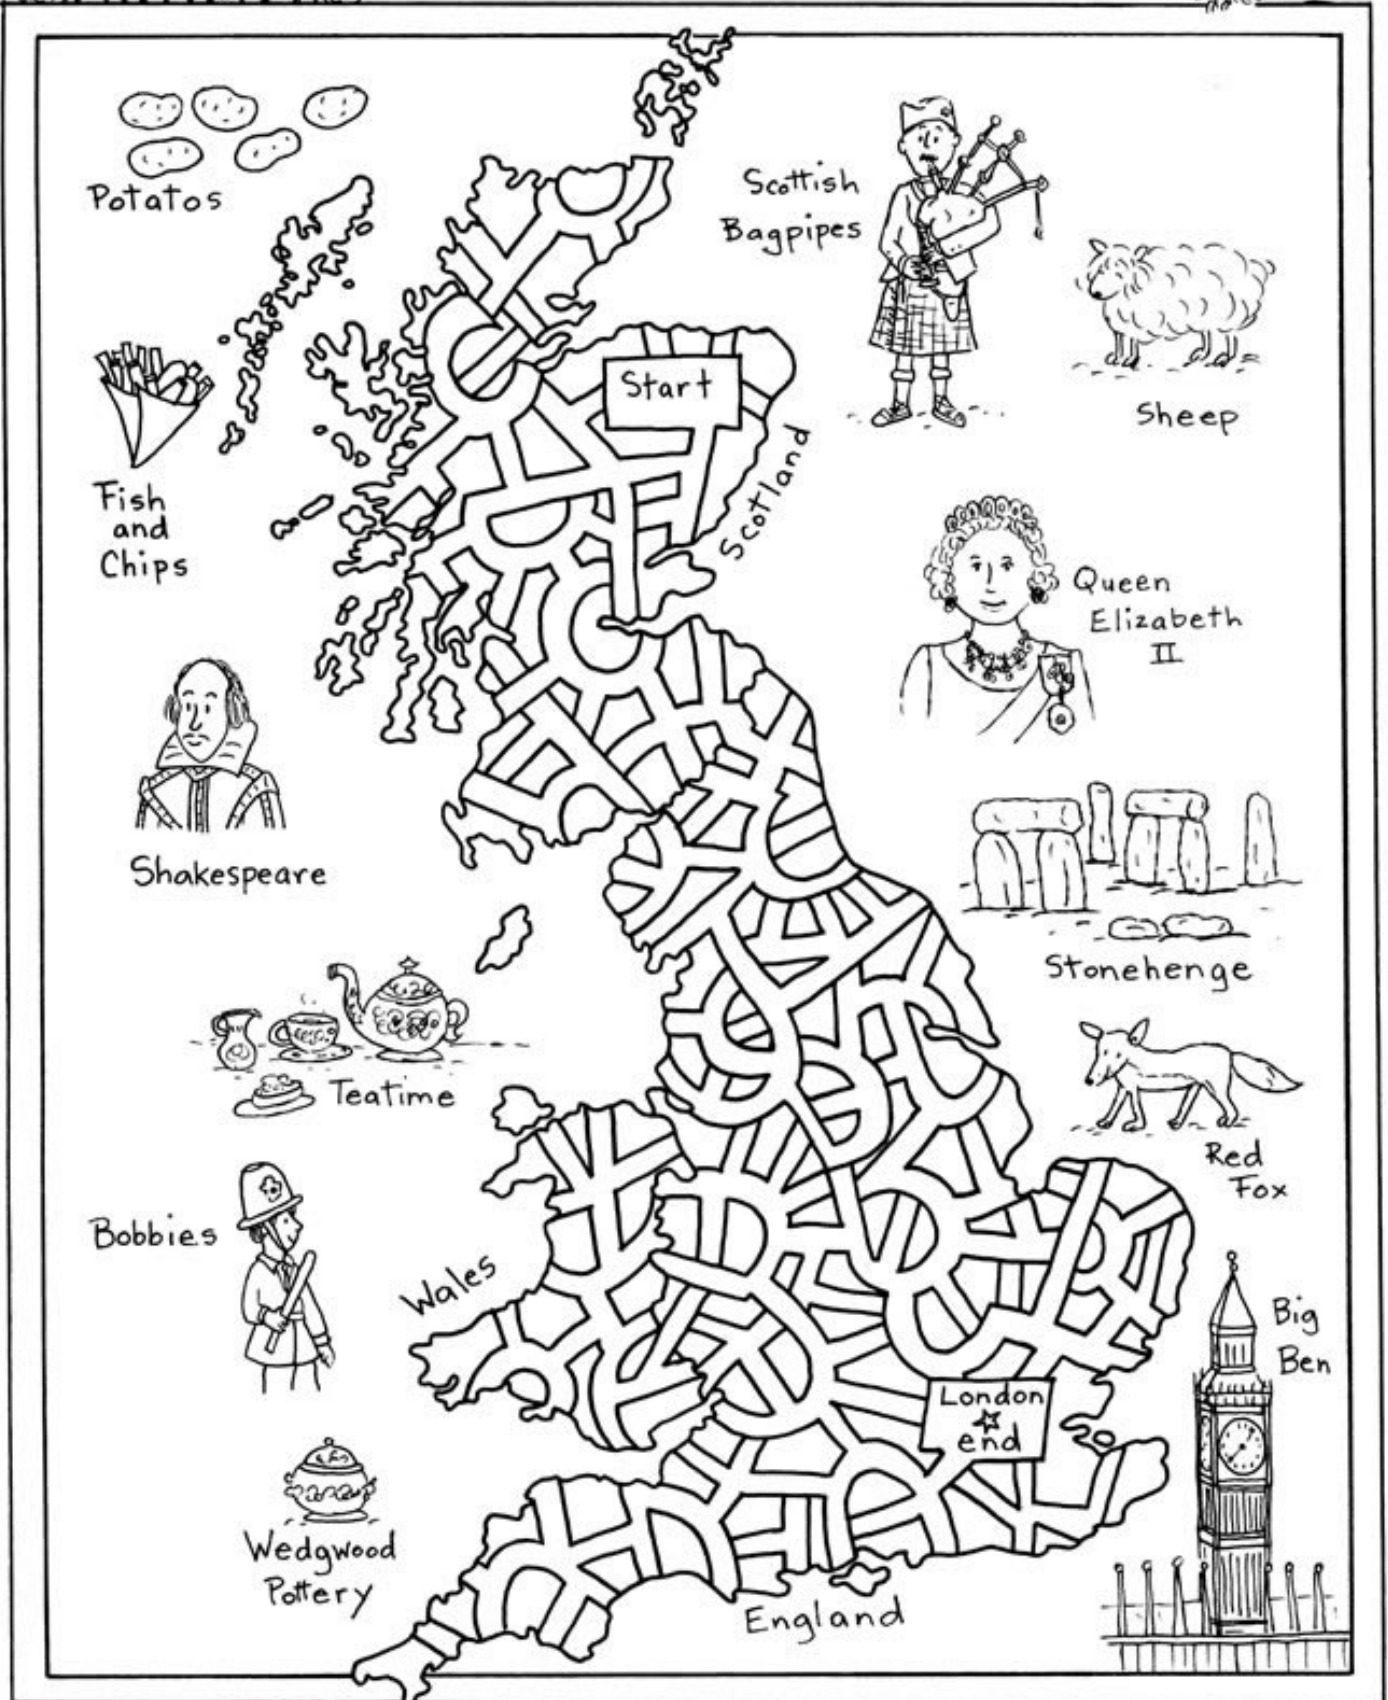 Potatos
Scottish
Bagpipes
Start
Sheep
Fish
and
Chips
Scotland
Queen
Elizabeth
II
Shakespeare
Stonehenge
Teatime
Red
Fox
Bobbies
Wales
Big
Ben
London
end
Wedgwood
Pottery
England